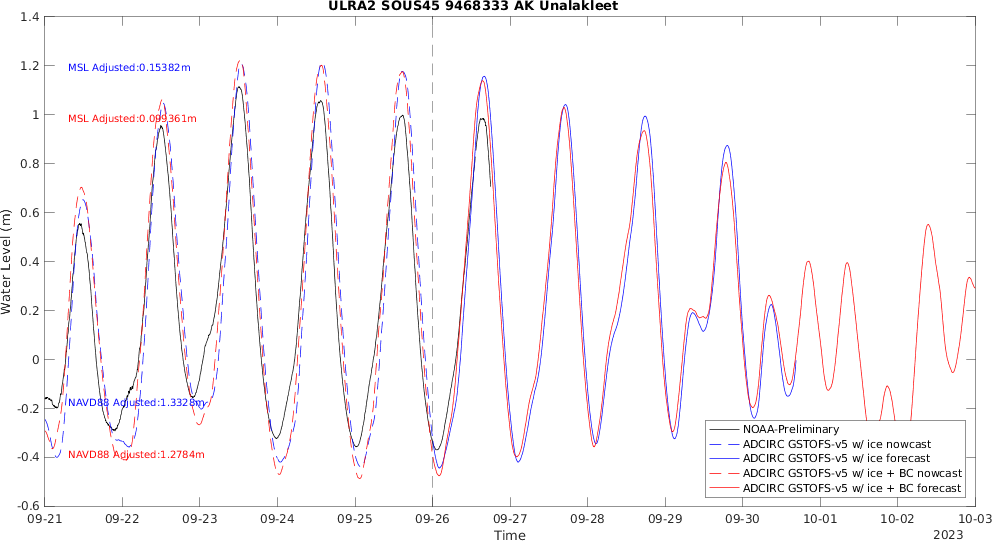 ULRA2 SOUS45 9468333 AK Unalakleet
1.4
1.2
1
0.8
0.6
0.4
0.2
0
-0.2
-0.4
-0.6
Water Level (m)
MSL Adjusted:0.15382m
MSL Adjusted:0.099361m
NAVD88 Adjusted:1.3328m
NAVD88 Adjusted:1.2784m
NOAA-Preliminary
ADCIRC GSTOFS-v5 w/ ice nowcast
ADCIRC GSTOFS-v5 w/ ice forecast
ADCIRC GSTOFS-v5 w/ ice + BC nowcast
ADCIRC GSTOFS-v5 w/ ice + BC forecast
09-21 09-22 09-23 09-24 09-25 09-26 09-27 09-28 09-29 09-30 10-01 10-02 10-03
Time
2023